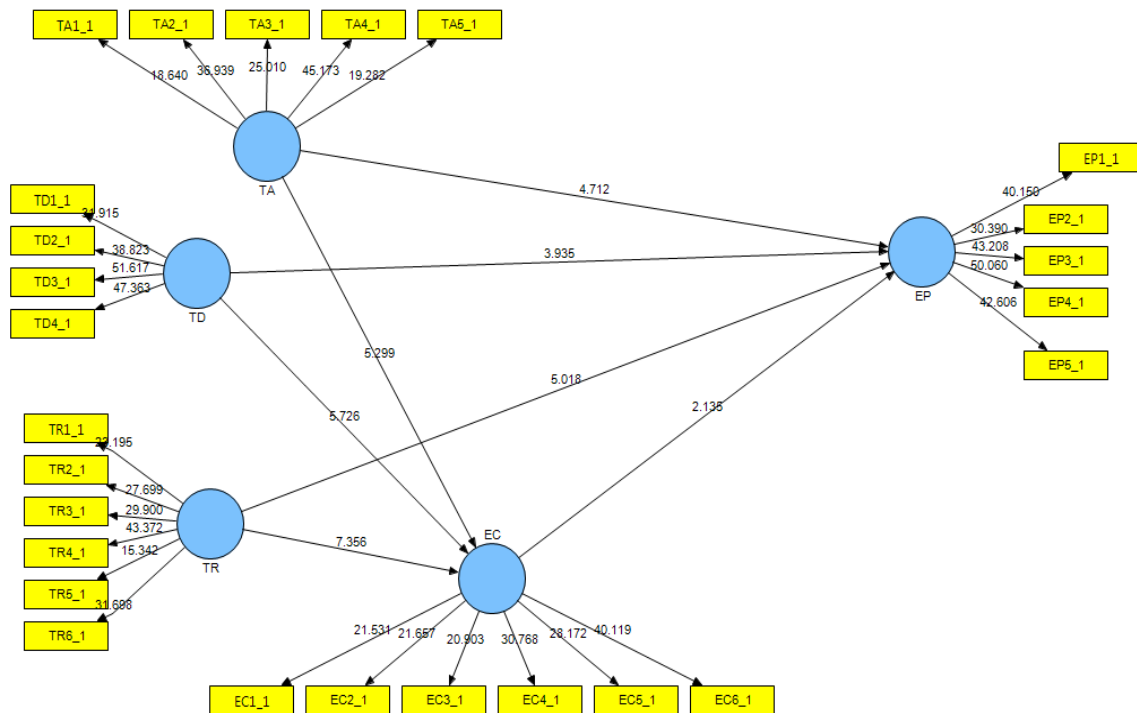 TA1_1 TA2_1 TA3_1 TA4_1 TA5_1
18.640 36.939 25.010 45.173 19.282
TA
EP1_1
4.712
40.150
TD1_1
31.915
EP2_1
30.390
TD2_1
38.823
43.208
EP3_1
3.935
TD3_1
51.617
50.060
TD4_1
47.363
EP
EP4_1
42.606
TD
5.299
EP5_1
5.018
5.726
2.135
TR1_1
23.195
TR2_1
27.699
TR3_1
29.900
TR4_1
43.372
EC
7.356
15.342
TR
TR5_1
31.698
TR6_1
21.531 21.657 20.903 30.768 28.172 40.119
EC1_1 EC2_1 EC3_1 EC4_1 EC5_1 EC6_1